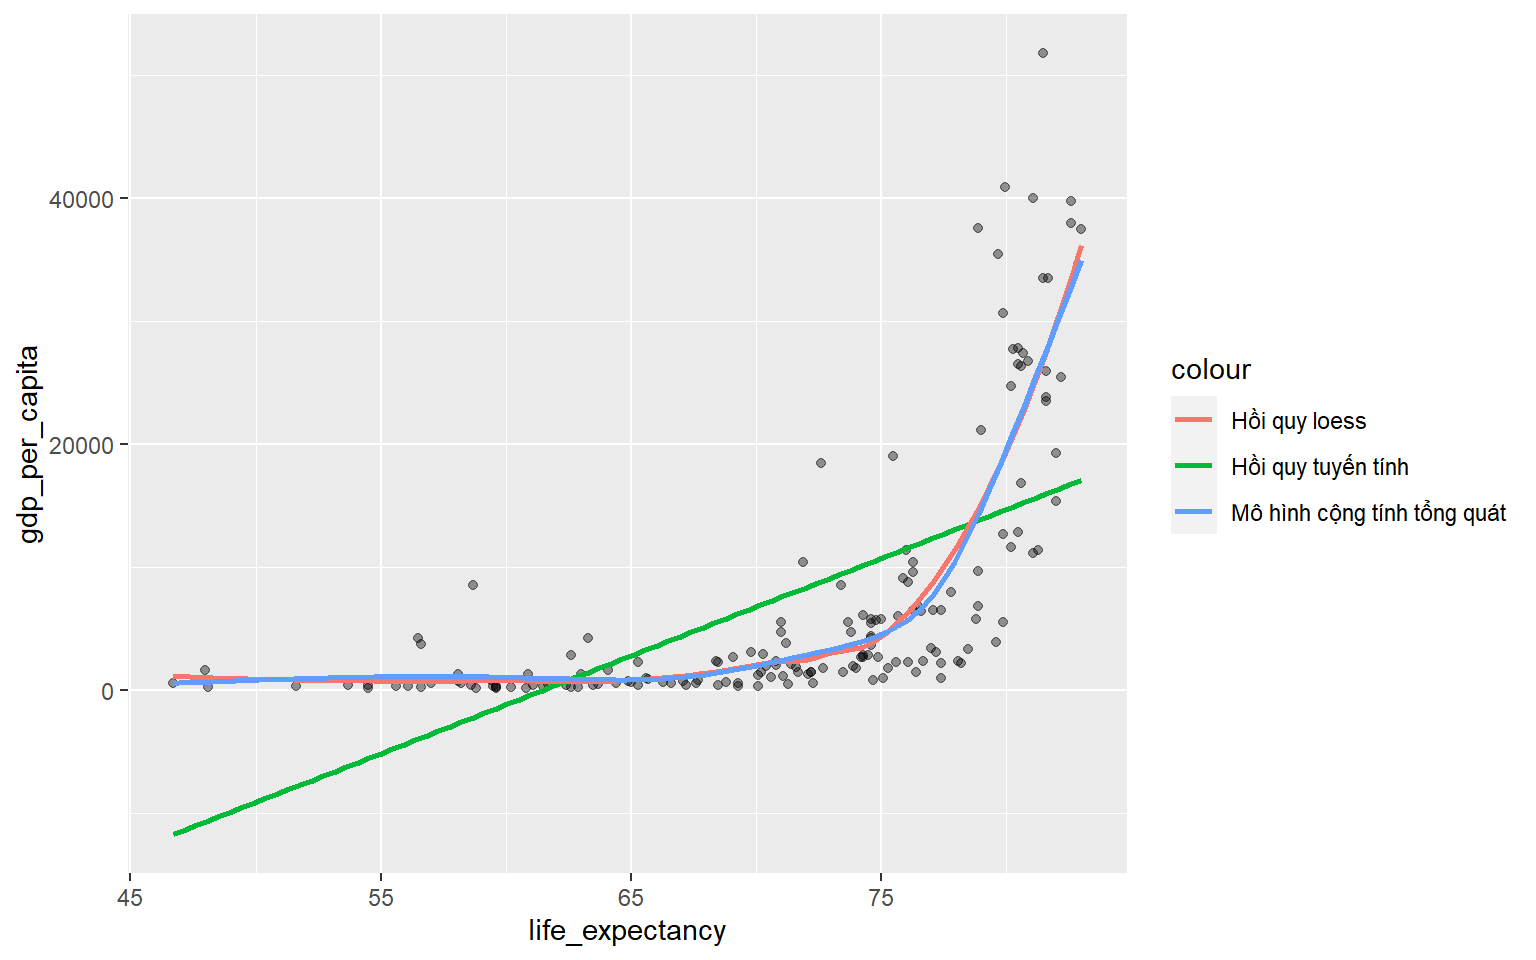 40000
20000
0
gdp_per_capita
45
55
65
75
life_expectancy
colour
Hồi quy loess
Hồi quy tuyến tính
Mô hình cộng tính tổng quát